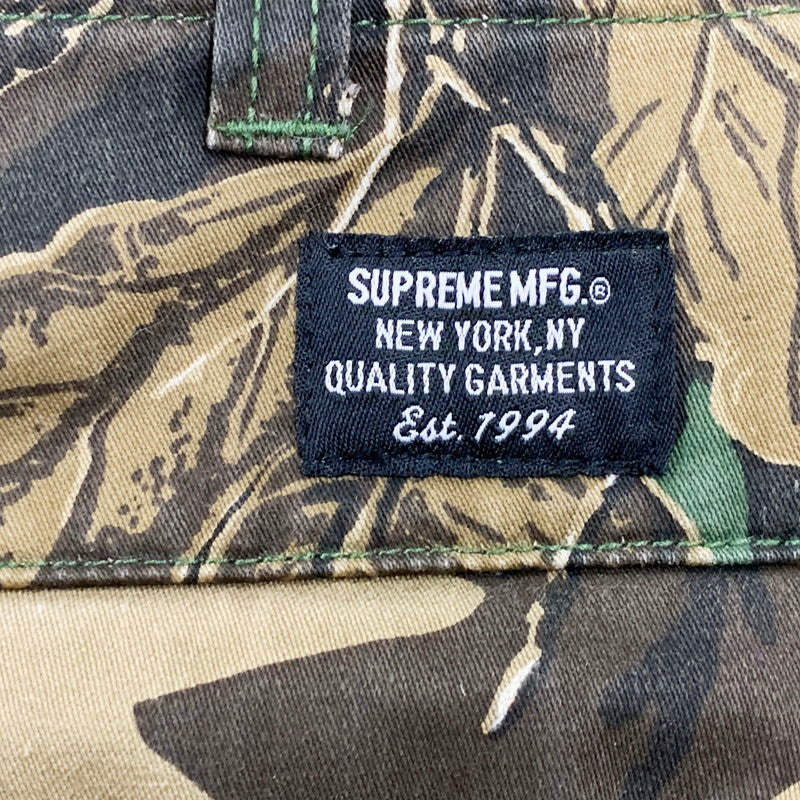 SUPREME MFG.®
NEW YORK,NY
QUALITY GARMENTS
Est. 1994